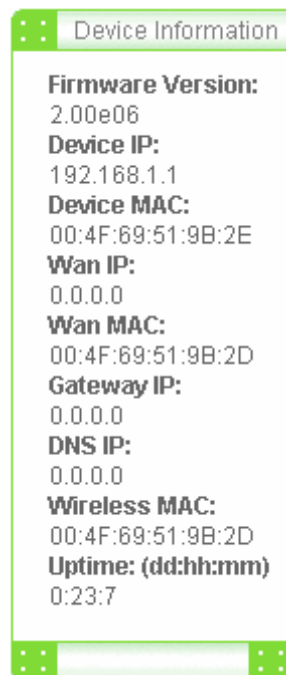 Device Information
Firmware Version:
2.00e06
Device IP:
192.168.1.1
Device MAC:
00:4F:69:51:9B:2E
Wan IP:
0.0.0.0
Wan MAC:
00:4F:69:51:9B:2D
Gateway IP:
0.0.0.0
DNS IP:
0.0.0.0
Wireless MAC:
00:4F:69:51:9B:2D
Uptime: (dd:hh:mm)
0:23:7